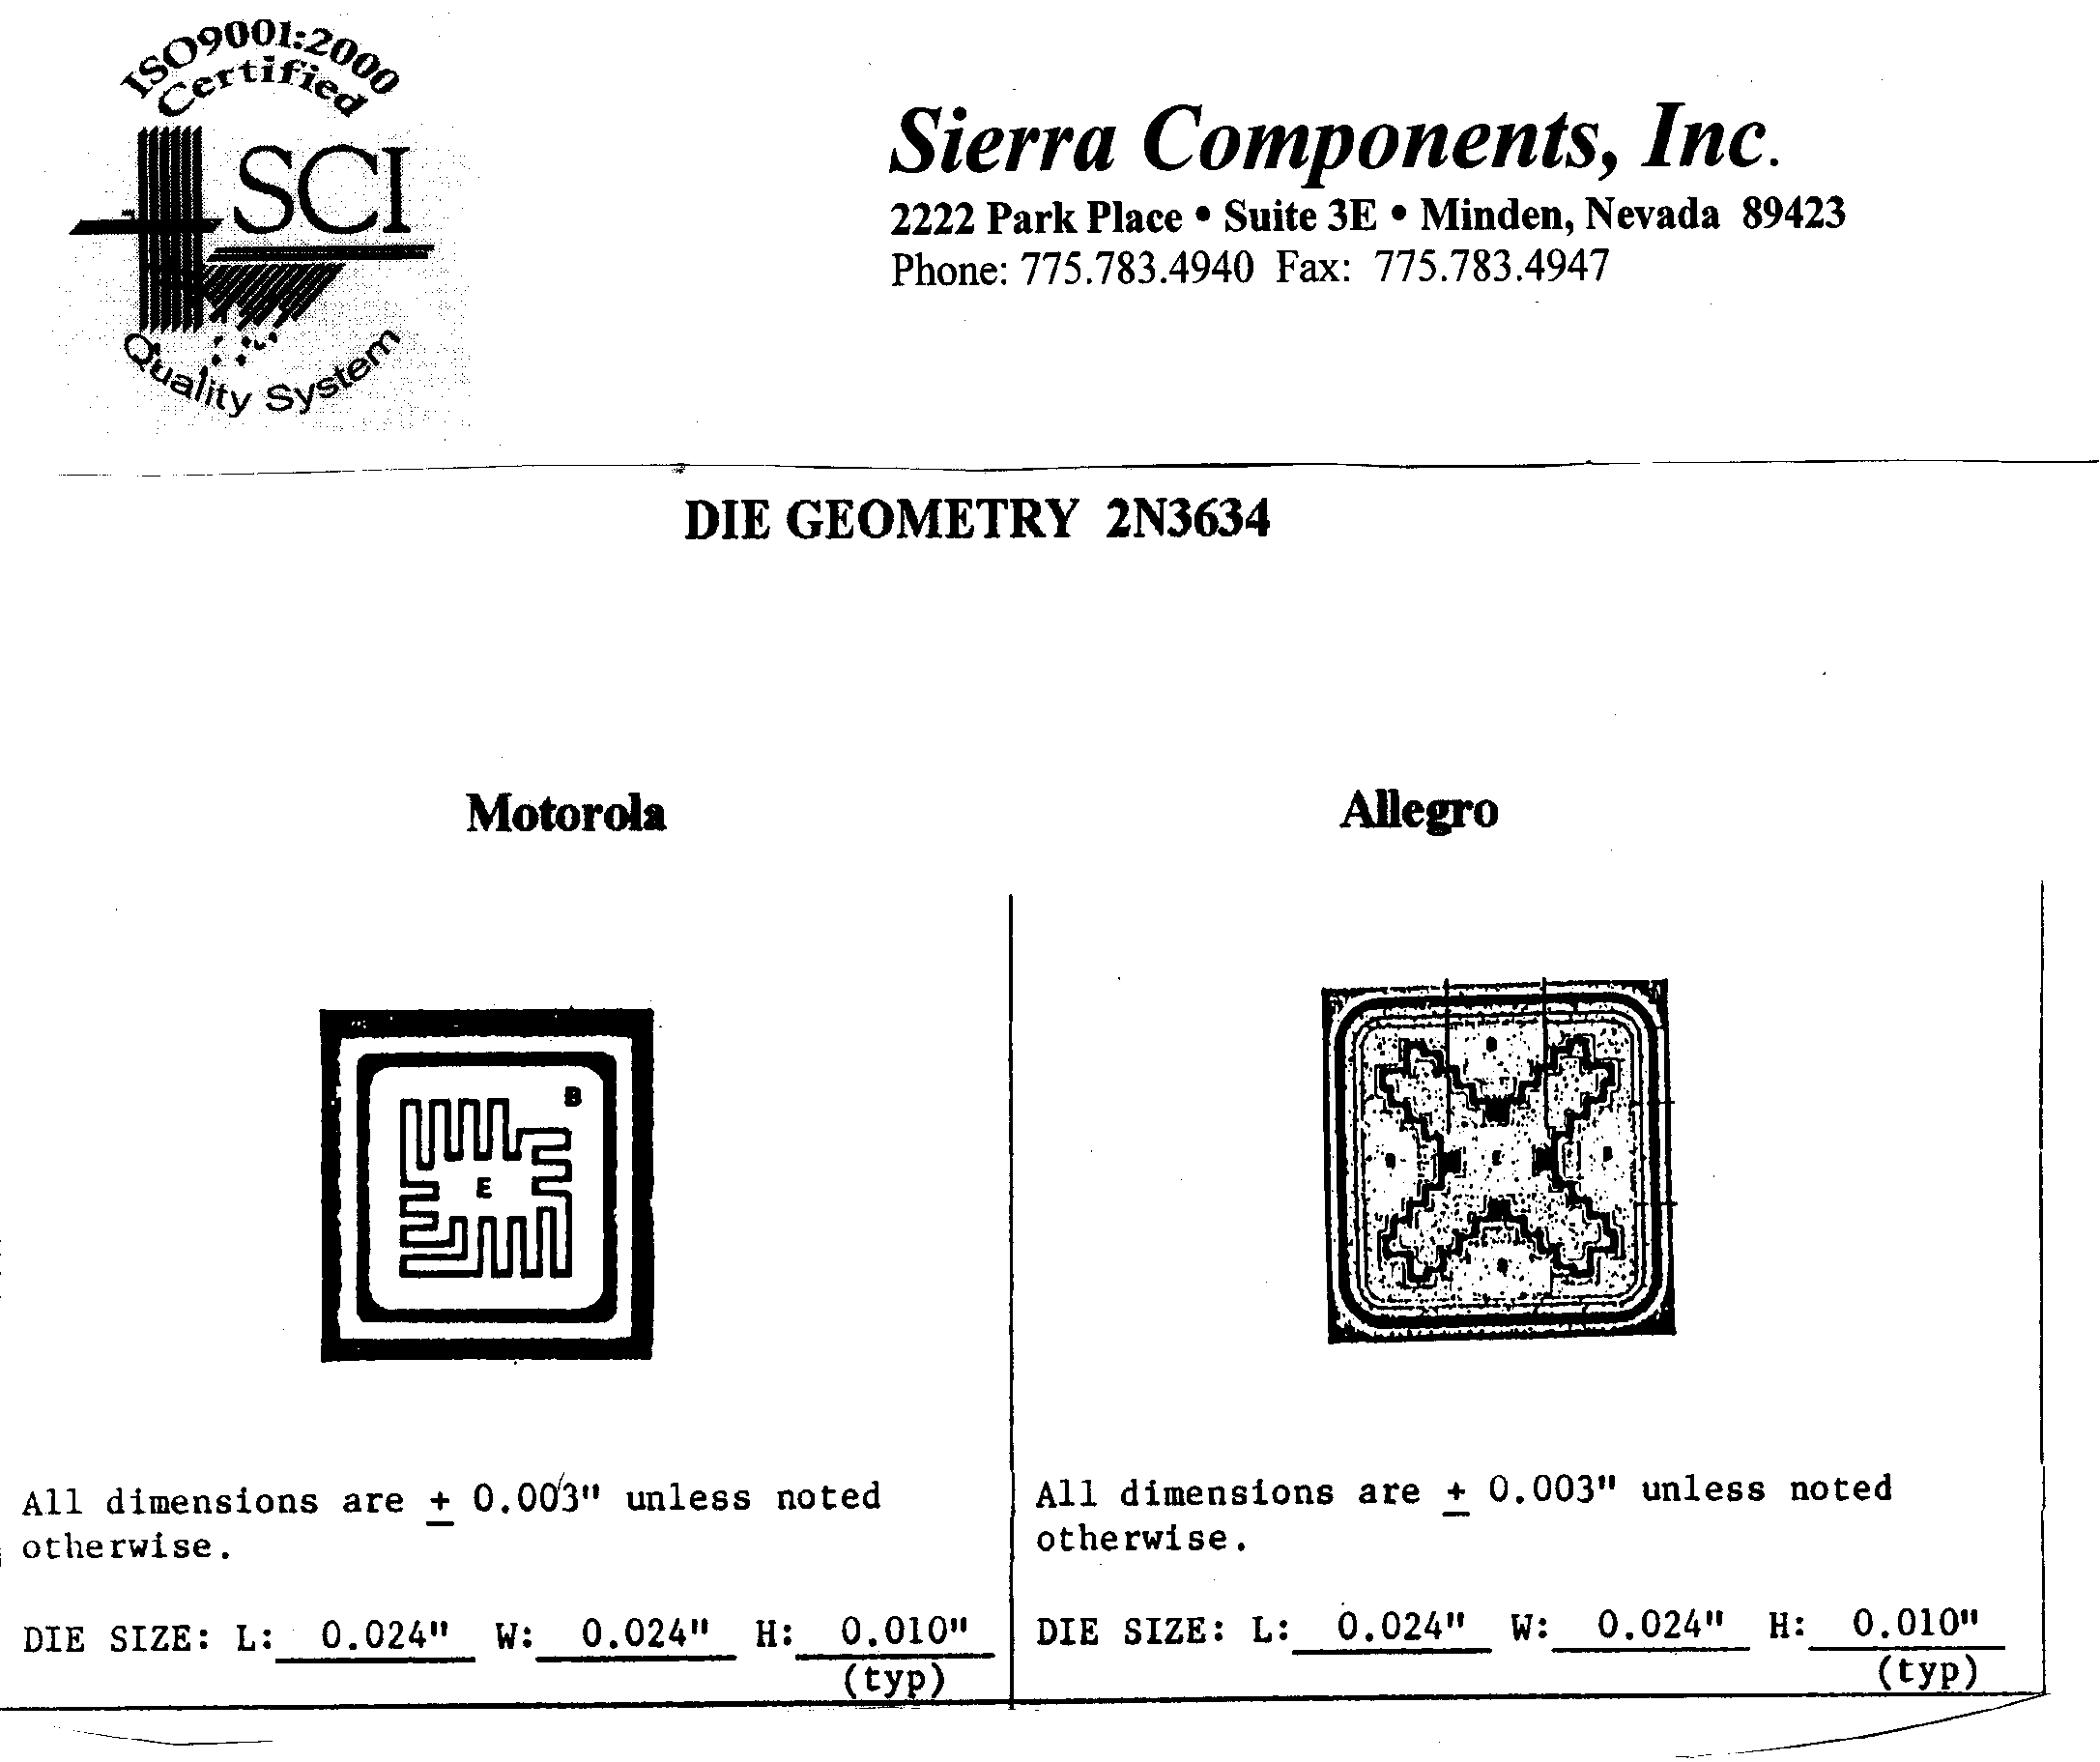 ISO9001:2000
Certified
SCI
Quality System
Sierra Components, Inc.
2222 Park Place • Suite 3E • Minden, Nevada 89423
Phone: 775.783.4940 Fax: 775.783.4947
DIE GEOMETRY 2N3634
Motorola
B
E
All dimensions are ± 0.003" unless noted
otherwise.
DIE SIZE: L: 0.024" W: 0.024" H: 0.010"
(typ)
Allegro
All dimensions are ± 0.003" unless noted
otherwise.
DIE SIZE: L: 0.024" W: 0.024" H: 0.010"
(typ)